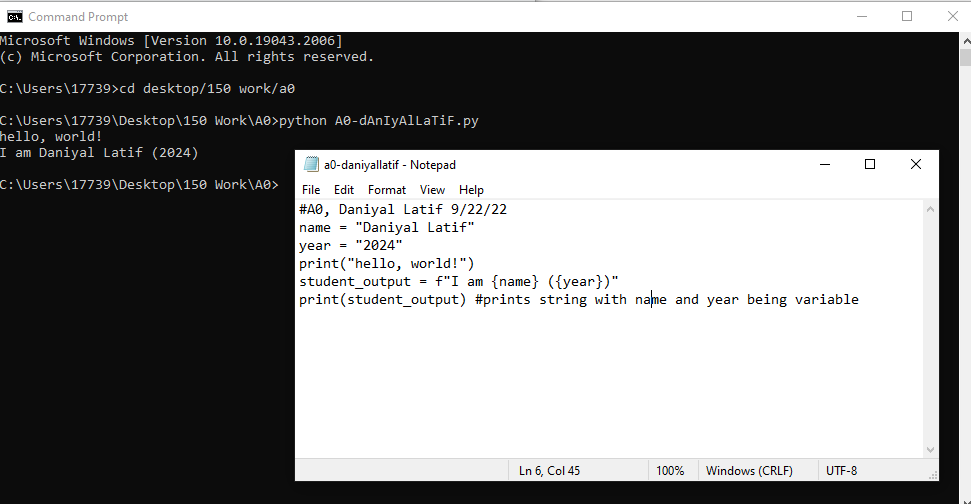 Command Prompt
Microsoft Windows [Version 10.0.19043.2006]
(c) Microsoft Corporation. All rights reserved.
C:\Users\17739>cd desktop/150 work/a0
C:\Users\17739\Desktop\150 Work\A0>python A0-dAnIyAlLaTiF.py
hello, world!
I am Daniyal Latif (2024)
C:\Users\17739\Desktop\150 Work\A0>
a0-daniyallatif - Notepad
File Edit Format View Help
#A0, Daniyal Latif 9/22/22
name = "Daniyal Latif"
year = "2024"
print("hello, world!")
student_output = f"I am {name} ({year})"
print(student_output) #prints string with name and year being variable
Ln 6, Col 45 100% Windows (CRLF) UTF-8